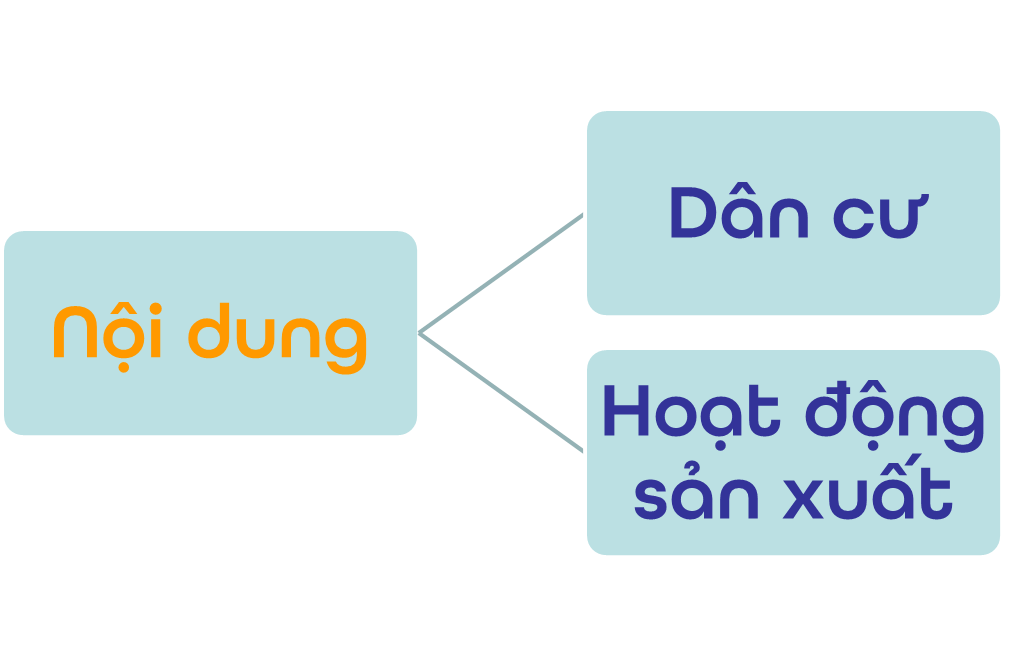 Nội dung
Dân cư
Hoạt động
sản xuất